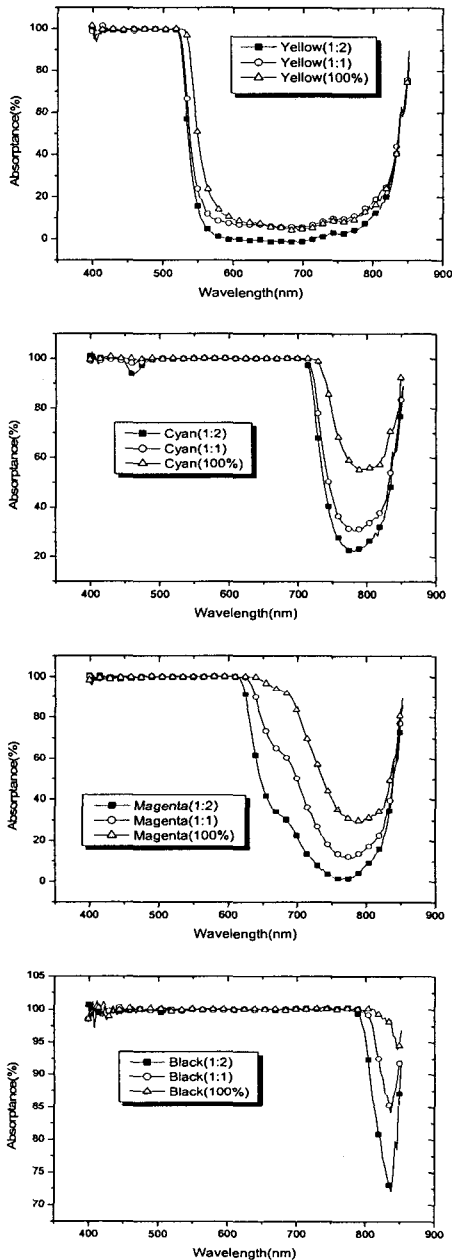 100
80
60
40
20
0
Absorptance(%)
Yellow(1:2)
Yellow(1:1)
Yellow(100%)
400 500 600 700 800 900
Wavelength(nm)
100
80
60
40
20
Absorptance(%)
Cyan(1:2)
Cyan(1:1)
Cyan(100%)
400 500 600 700 800 900
Wavelength(nm)
100
80
60
40
20
0
Absorptance(%)
Magenta(1:2)
Magenta(1:1)
Magenta(100%)
400 500 600 700 800 900
Wavelength(nm)
105
100
95
90
85
80
75
70
Absorptance(%)
Black(1:2)
Black(1:1)
Black(100%)
400 500 600 700 800 900
Wavelength(nm)